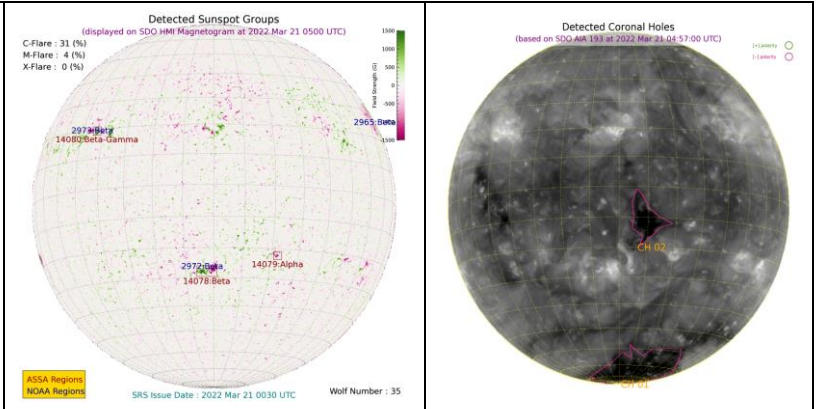 Detected Sunspot Groups
(displayed on SDO HMI Magnetogram at 2022 Mar 21 0500 UTC)
C-Flare : 31 (%)
M-Flare : 4 (%)
X-Flare : 0 (%)
1500
1000
500
0
-500
-1000
-1500
Field Strength (G)
2973:Beta
14080:Beta-Gamma
2965:Beta
2972:Beta
14078:Beta
14079:Alpha
ASSA Regions
NOAA Regions
SRS Issue Date : 2022 Mar 21 0030 UTC
Wolf Number : 35
Detected Coronal Holes
(based on SDO AIA 193 at 2022 Mar 21 04:57:00 UTC)
[+] polarity
[-] polarity
CH 02
CH 01